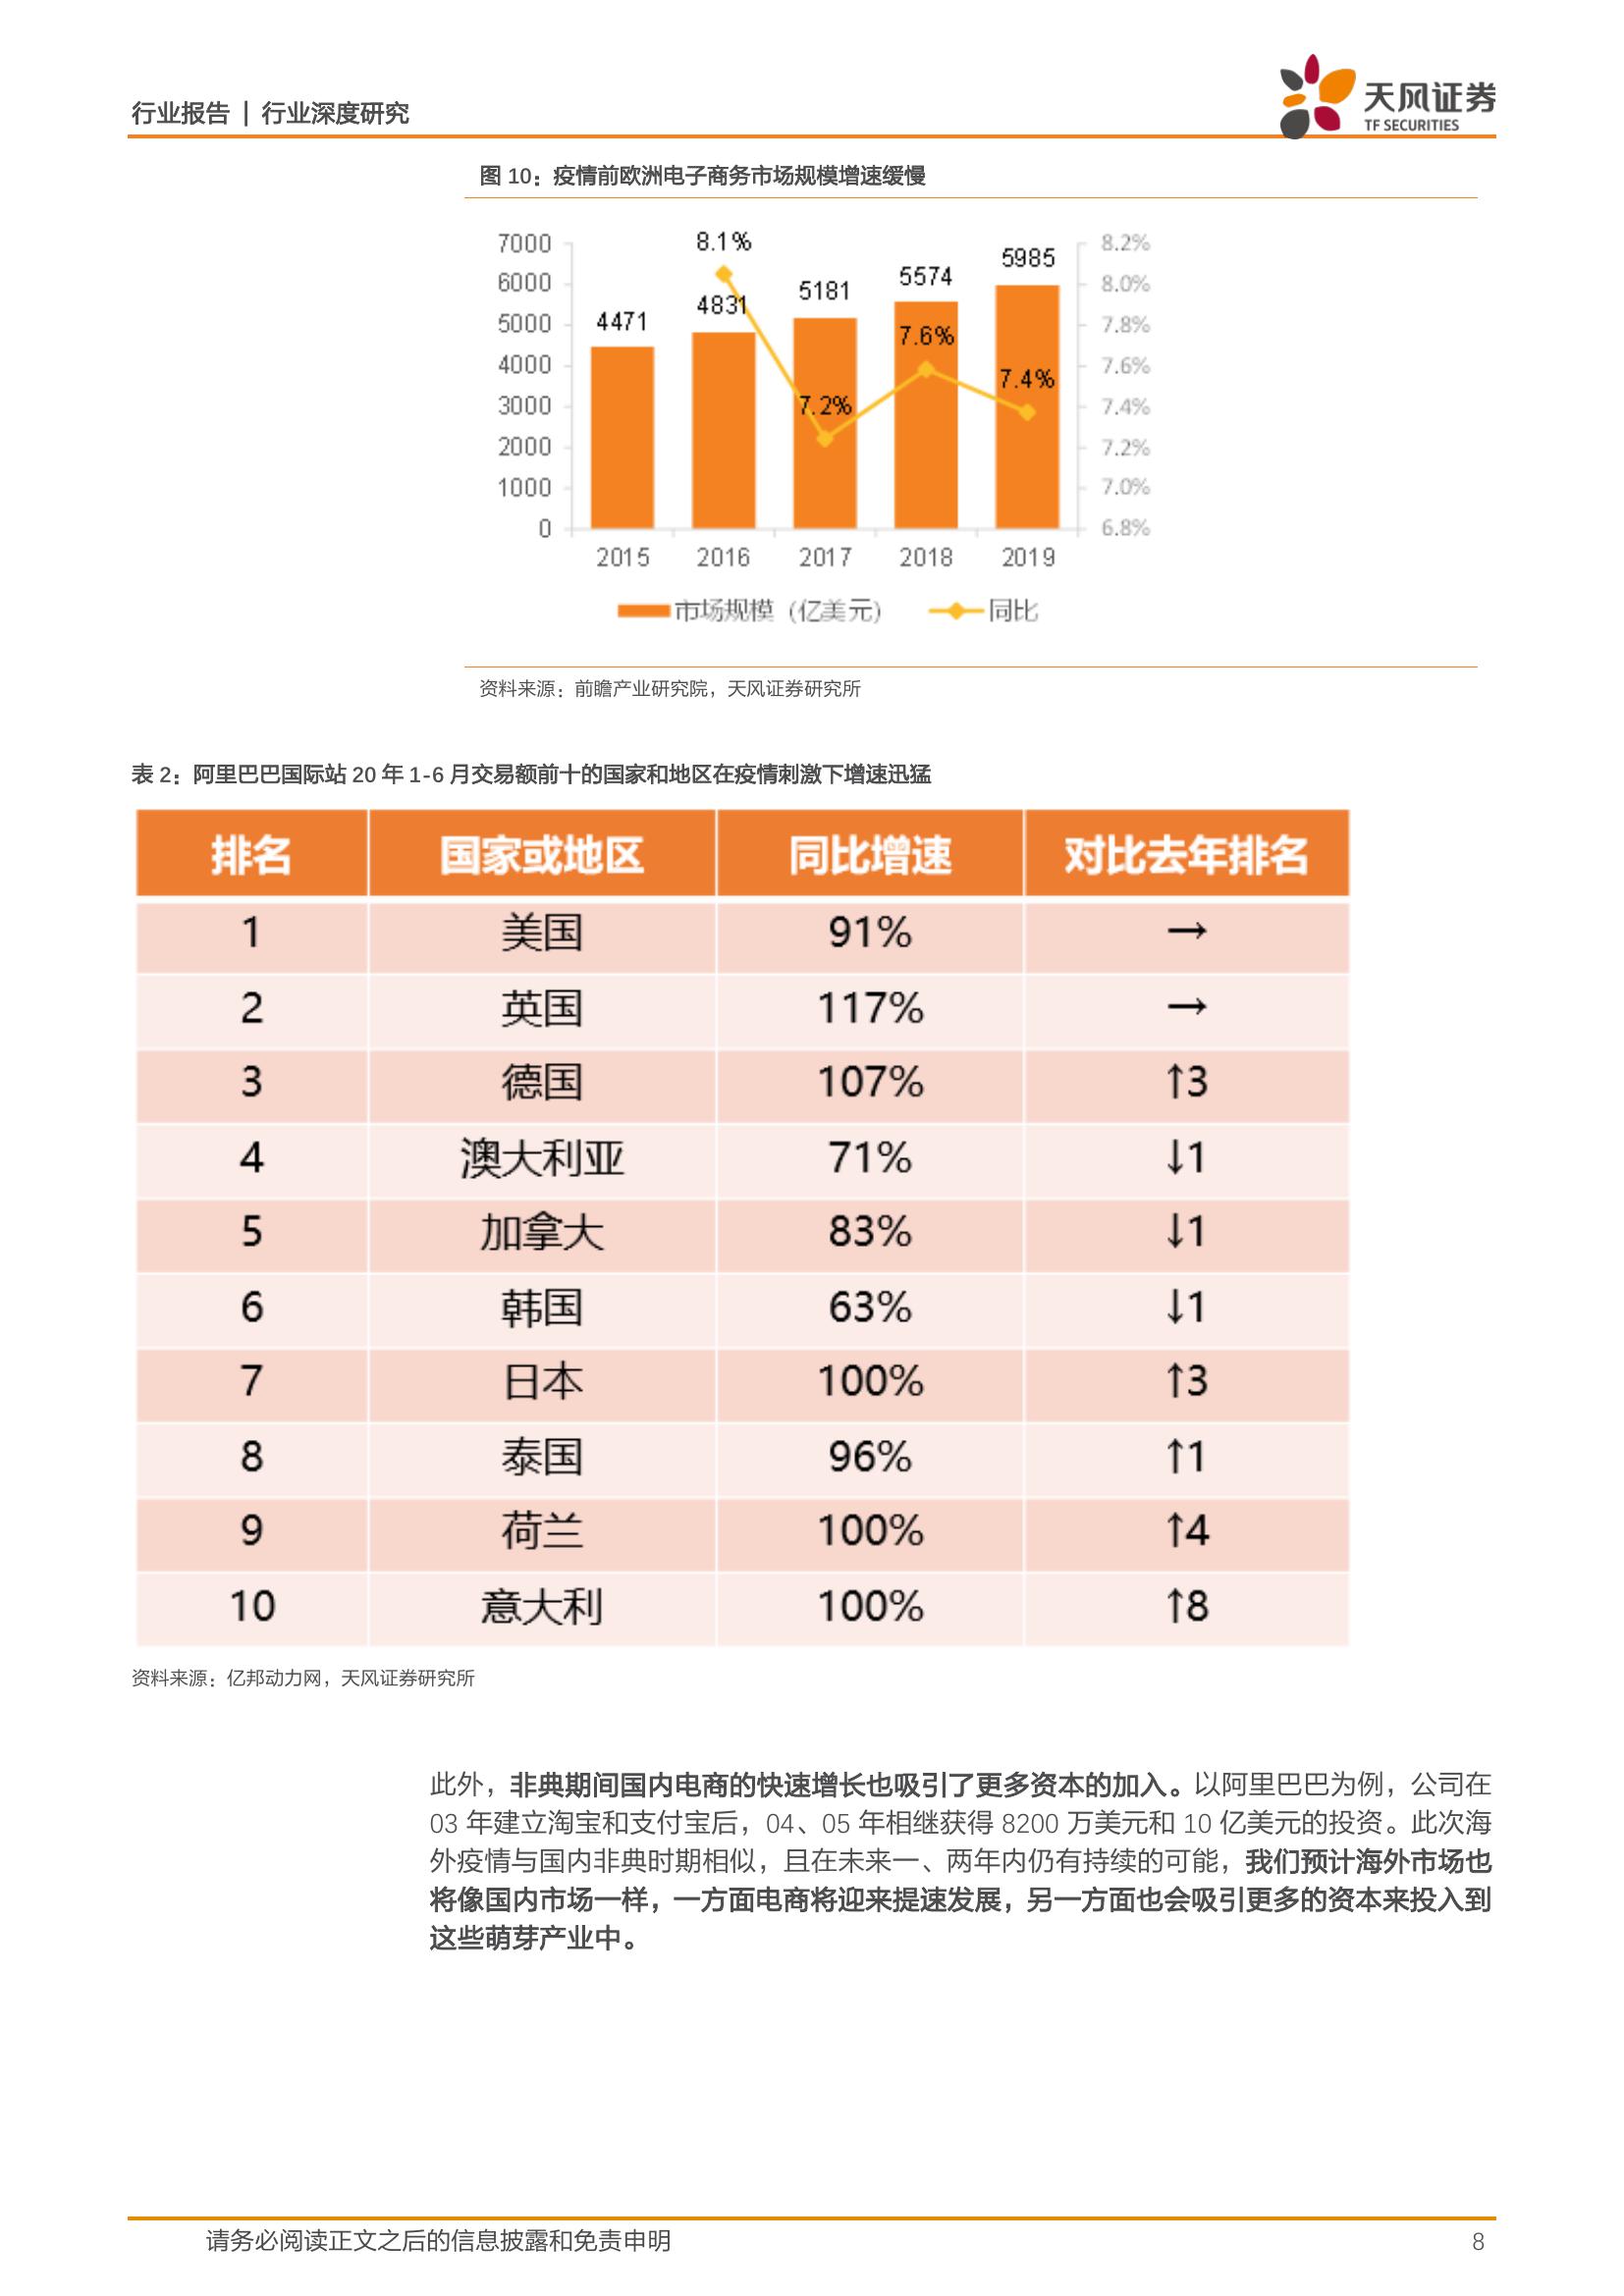 行业报告 | 行业深度研究
天风证券
TF SECURITIES
图 10：疫情前欧洲电子商务市场规模增速缓慢
7000
6000
5000
4000
3000
2000
1000
0
8.2%
8.0%
7.8%
7.6%
7.4%
7.2%
7.0%
6.8%
4471
4831
5181
5574
5985
8.1%
7.2%
7.6%
7.4%
2015 2016 2017 2018 2019
市场规模（亿美元） 同比
资料来源：前瞻产业研究院，天风证券研究所
表 2：阿里巴巴国际站 20 年 1-6 月交易额前十的国家和地区在疫情刺激下增速迅猛
排名 国家或地区 同比增速 对比去年排名
1 美国 91% →
2 英国 117% →
3 德国 107% ↑3
4 澳大利亚 71% ↓1
5 加拿大 83% ↓1
6 韩国 63% ↓1
7 日本 100% ↑3
8 泰国 96% ↑1
9 荷兰 100% ↑4
10 意大利 100% ↑8
资料来源：亿邦动力网，天风证券研究所
此外，非典期间国内电商的快速增长也吸引了更多资本的加入。以阿里巴巴为例，公司在
03 年建立淘宝和支付宝后，04、05 年相继获得 8200 万美元和 10 亿美元的投资。此次海
外疫情与国内非典时期相似，且在未来一、两年内仍有持续的可能，我们预计海外市场也
将像国内市场一样，一方面电商将迎来提速发展，另一方面也会吸引更多的资本来投入到
这些萌芽产业中。
请务必阅读正文之后的信息披露和免责申明
8